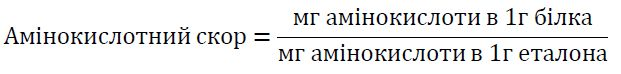 мг амінокислоти в 1г білка
Амінокислотний скор =
мг амінокислоти в 1г еталона